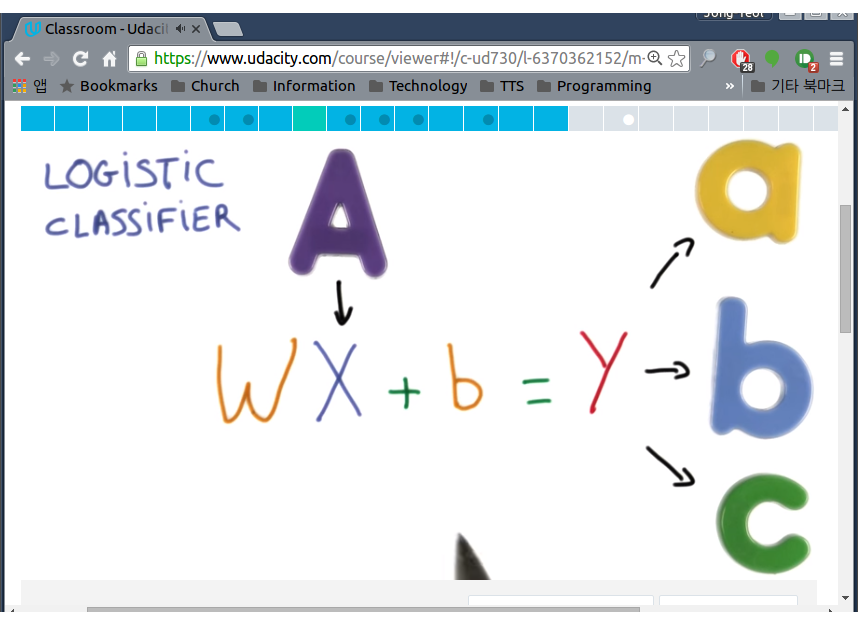 Jong Yeol
Classroom - Udaci
https://www.udacity.com/course/viewer#!/c-ud730/l-6370362152/m-
28
2
앱 Bookmarks Church Information Technology TTS Programming » 기타 북마크
LOGISTIC
CLASSIFIER
A
a
WX + b = Y
b
c